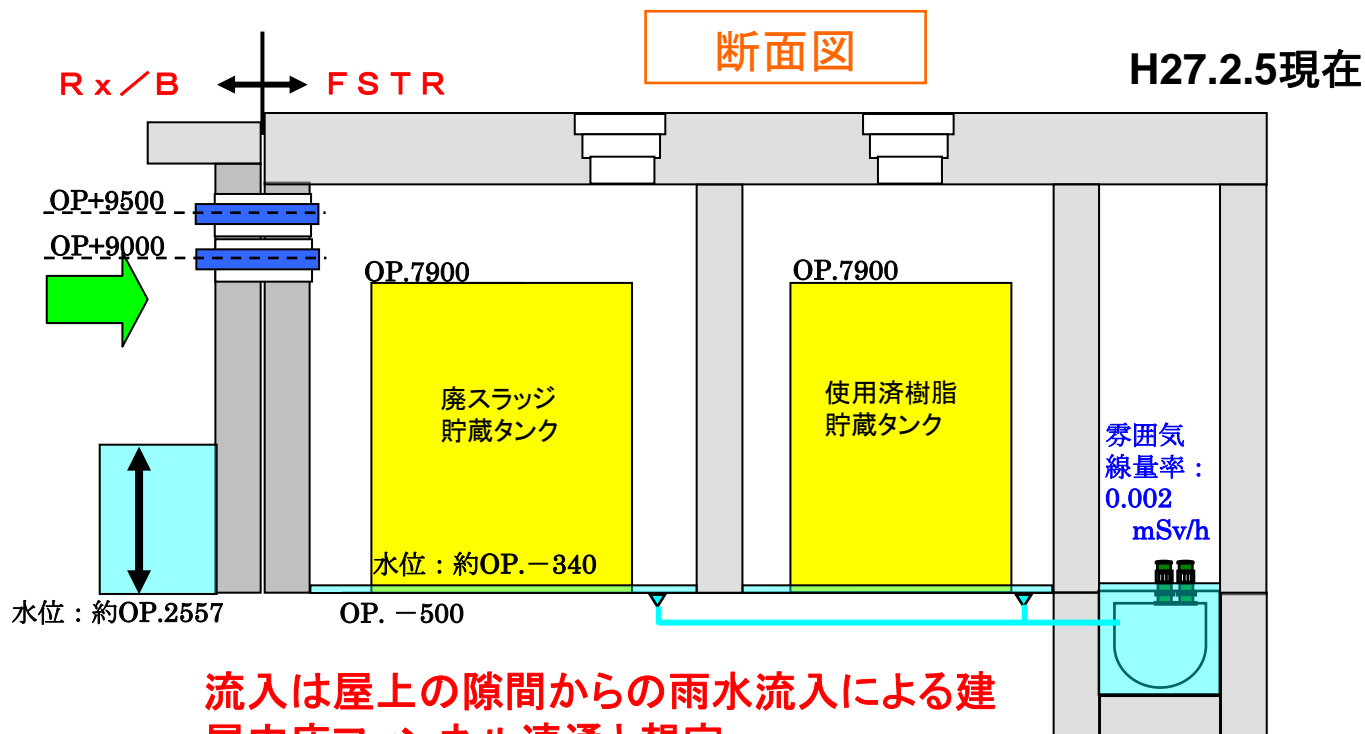 断面図
H27.2.5現在
Rx／B
FSTR
OP+9500
OP+9000
OP.7900
OP.7900
廃スラッジ
貯蔵タンク
使用済樹脂
貯蔵タンク
雰囲気
線量率：
0.002
mSv/h
水位：約OP.－340
水位：約OP.2557
OP. －500
流入は屋上の隙間からの雨水流入による建